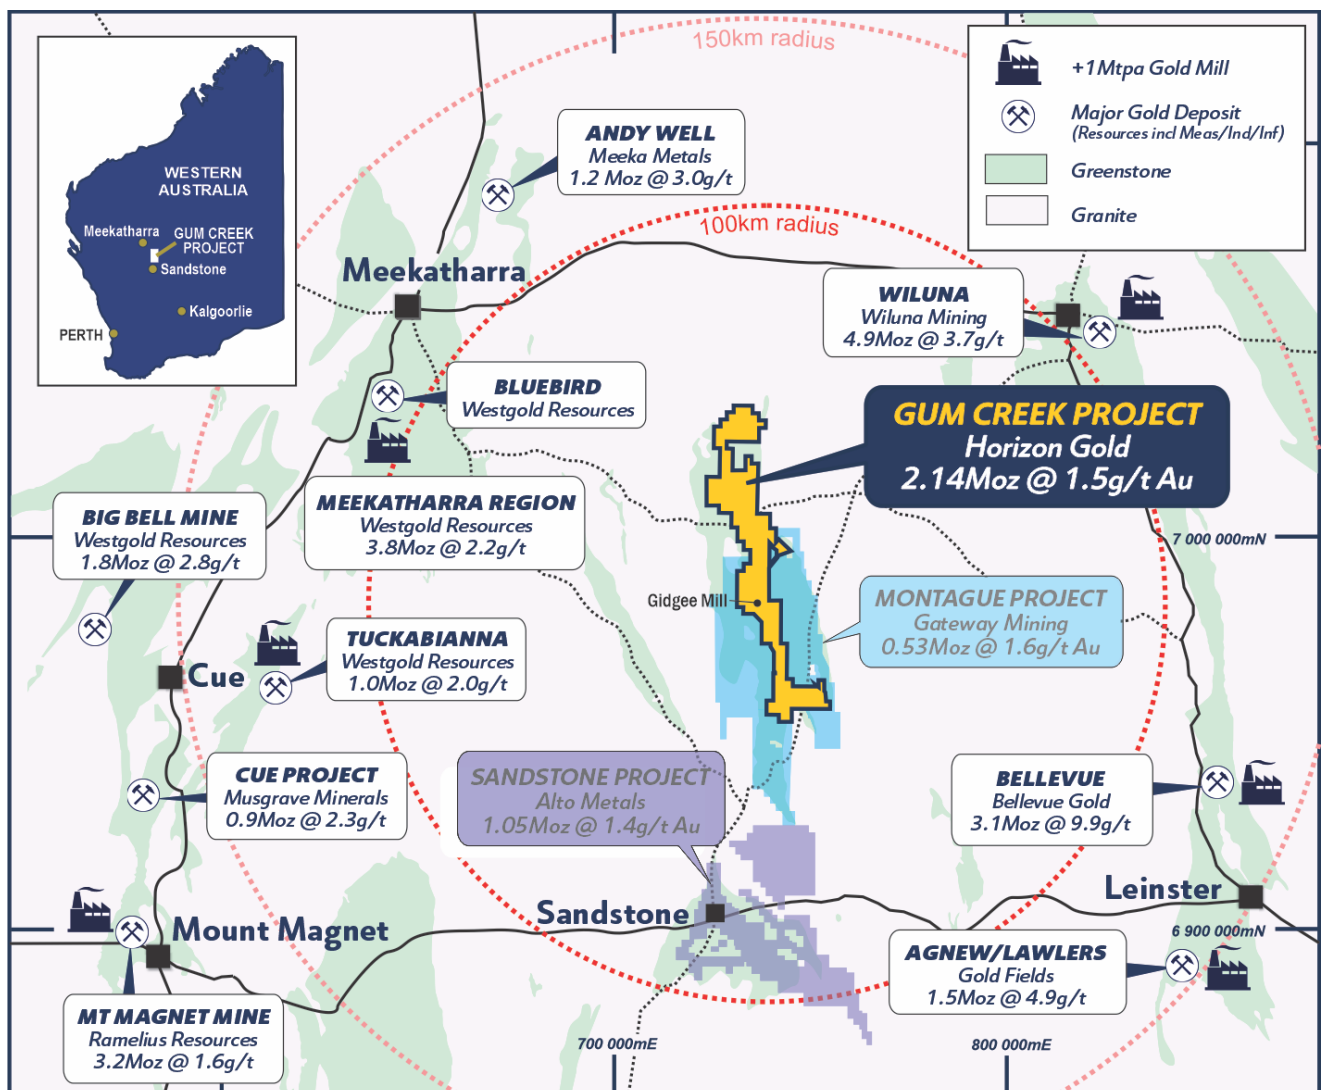 150km radius
+1Mtpa Gold Mill
Major Gold Deposit
(Resources incl Meas/Ind/Inf)
Greenstone
Granite
WESTERN
AUSTRALIA
Meekatharra
GUM CREEK
PROJECT
Sandstone
Kalgoorlie
PERTH
ANDY WELL
Meeka Metals
1.2 Moz @ 3.0g/t
100km radius
Meekatharra
WILUNA
Wiluna Mining
4.9Moz @ 3.7g/t
BLUEBIRD
Westgold Resources
GUM CREEK PROJECT
Horizon Gold
2.14Moz @ 1.5g/t Au
MEEKATHARRA REGION
Westgold Resources
3.8Moz @ 2.2g/t
BIG BELL MINE
Westgold Resources
1.8Moz @ 2.8g/t
7 000 000mN
Gidgee Mill
MONTAGUE PROJECT
Gateway Mining
0.53Moz @ 1.6g/t Au
TUCKABIANNA
Westgold Resources
1.0Moz @ 2.0g/t
Cue
CUE PROJECT
Musgrave Minerals
0.9Moz @ 2.3g/t
SANDSTONE PROJECT
Alto Metals
1.05Moz @ 1.4g/t Au
BELLEVUE
Bellevue Gold
3.1Moz @ 9.9g/t
Leinster
Sandstone
Mount Magnet
6 900 000mN
AGNEW/LAWLERS
Gold Fields
1.5Moz @ 4.9g/t
MT MAGNET MINE
Ramelius Resources
3.2Moz @ 1.6g/t
700 000mE
800 000mE